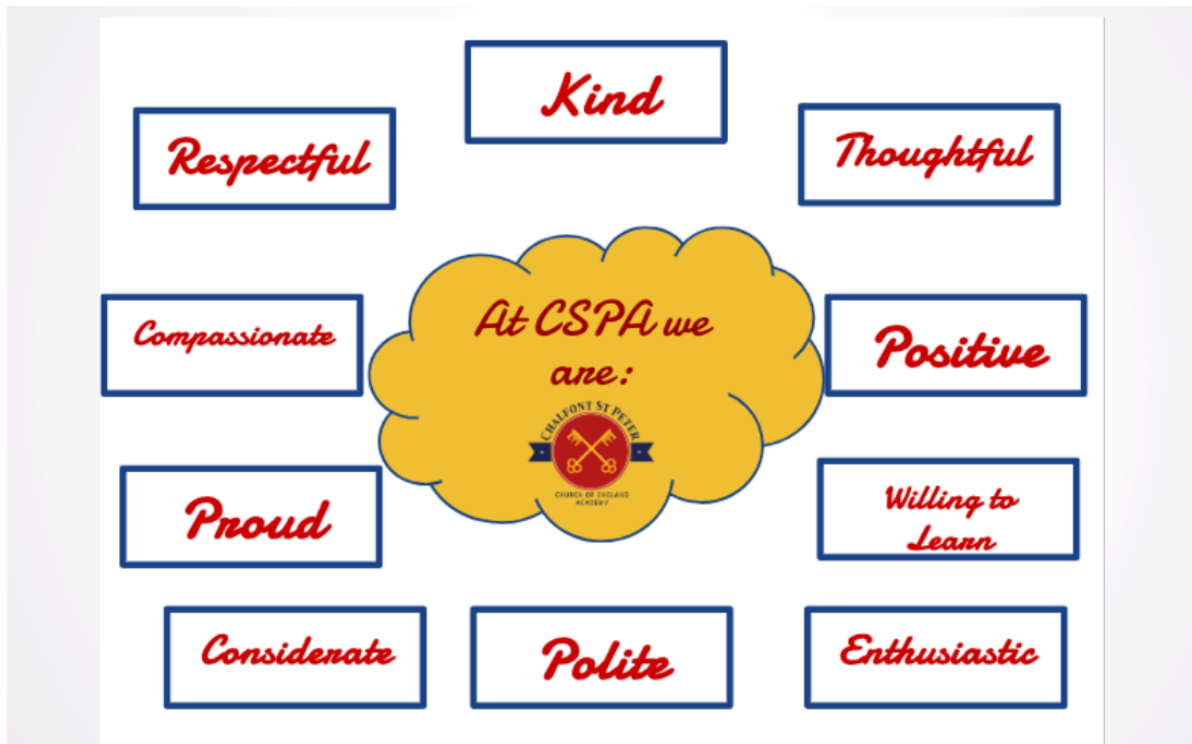 Kind
Respectful
Thoughtful
At CSPA we
are:
CHALFONT ST PETER
CHURCH OF ENGLAND
ACADEMY
Compassionate
Positive
Proud
Willing to
Learn
Considerate
Polite
Enthusiastic